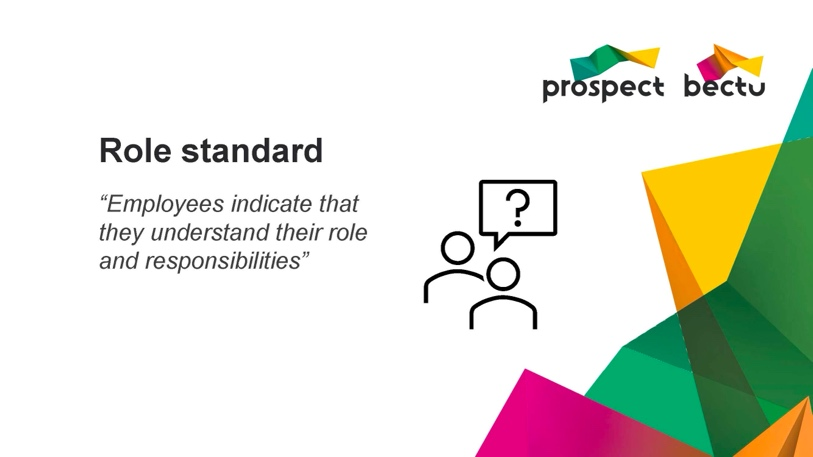 prospect bectu
Role standard
“Employees indicate that
they understand their role
and responsibilities”
?